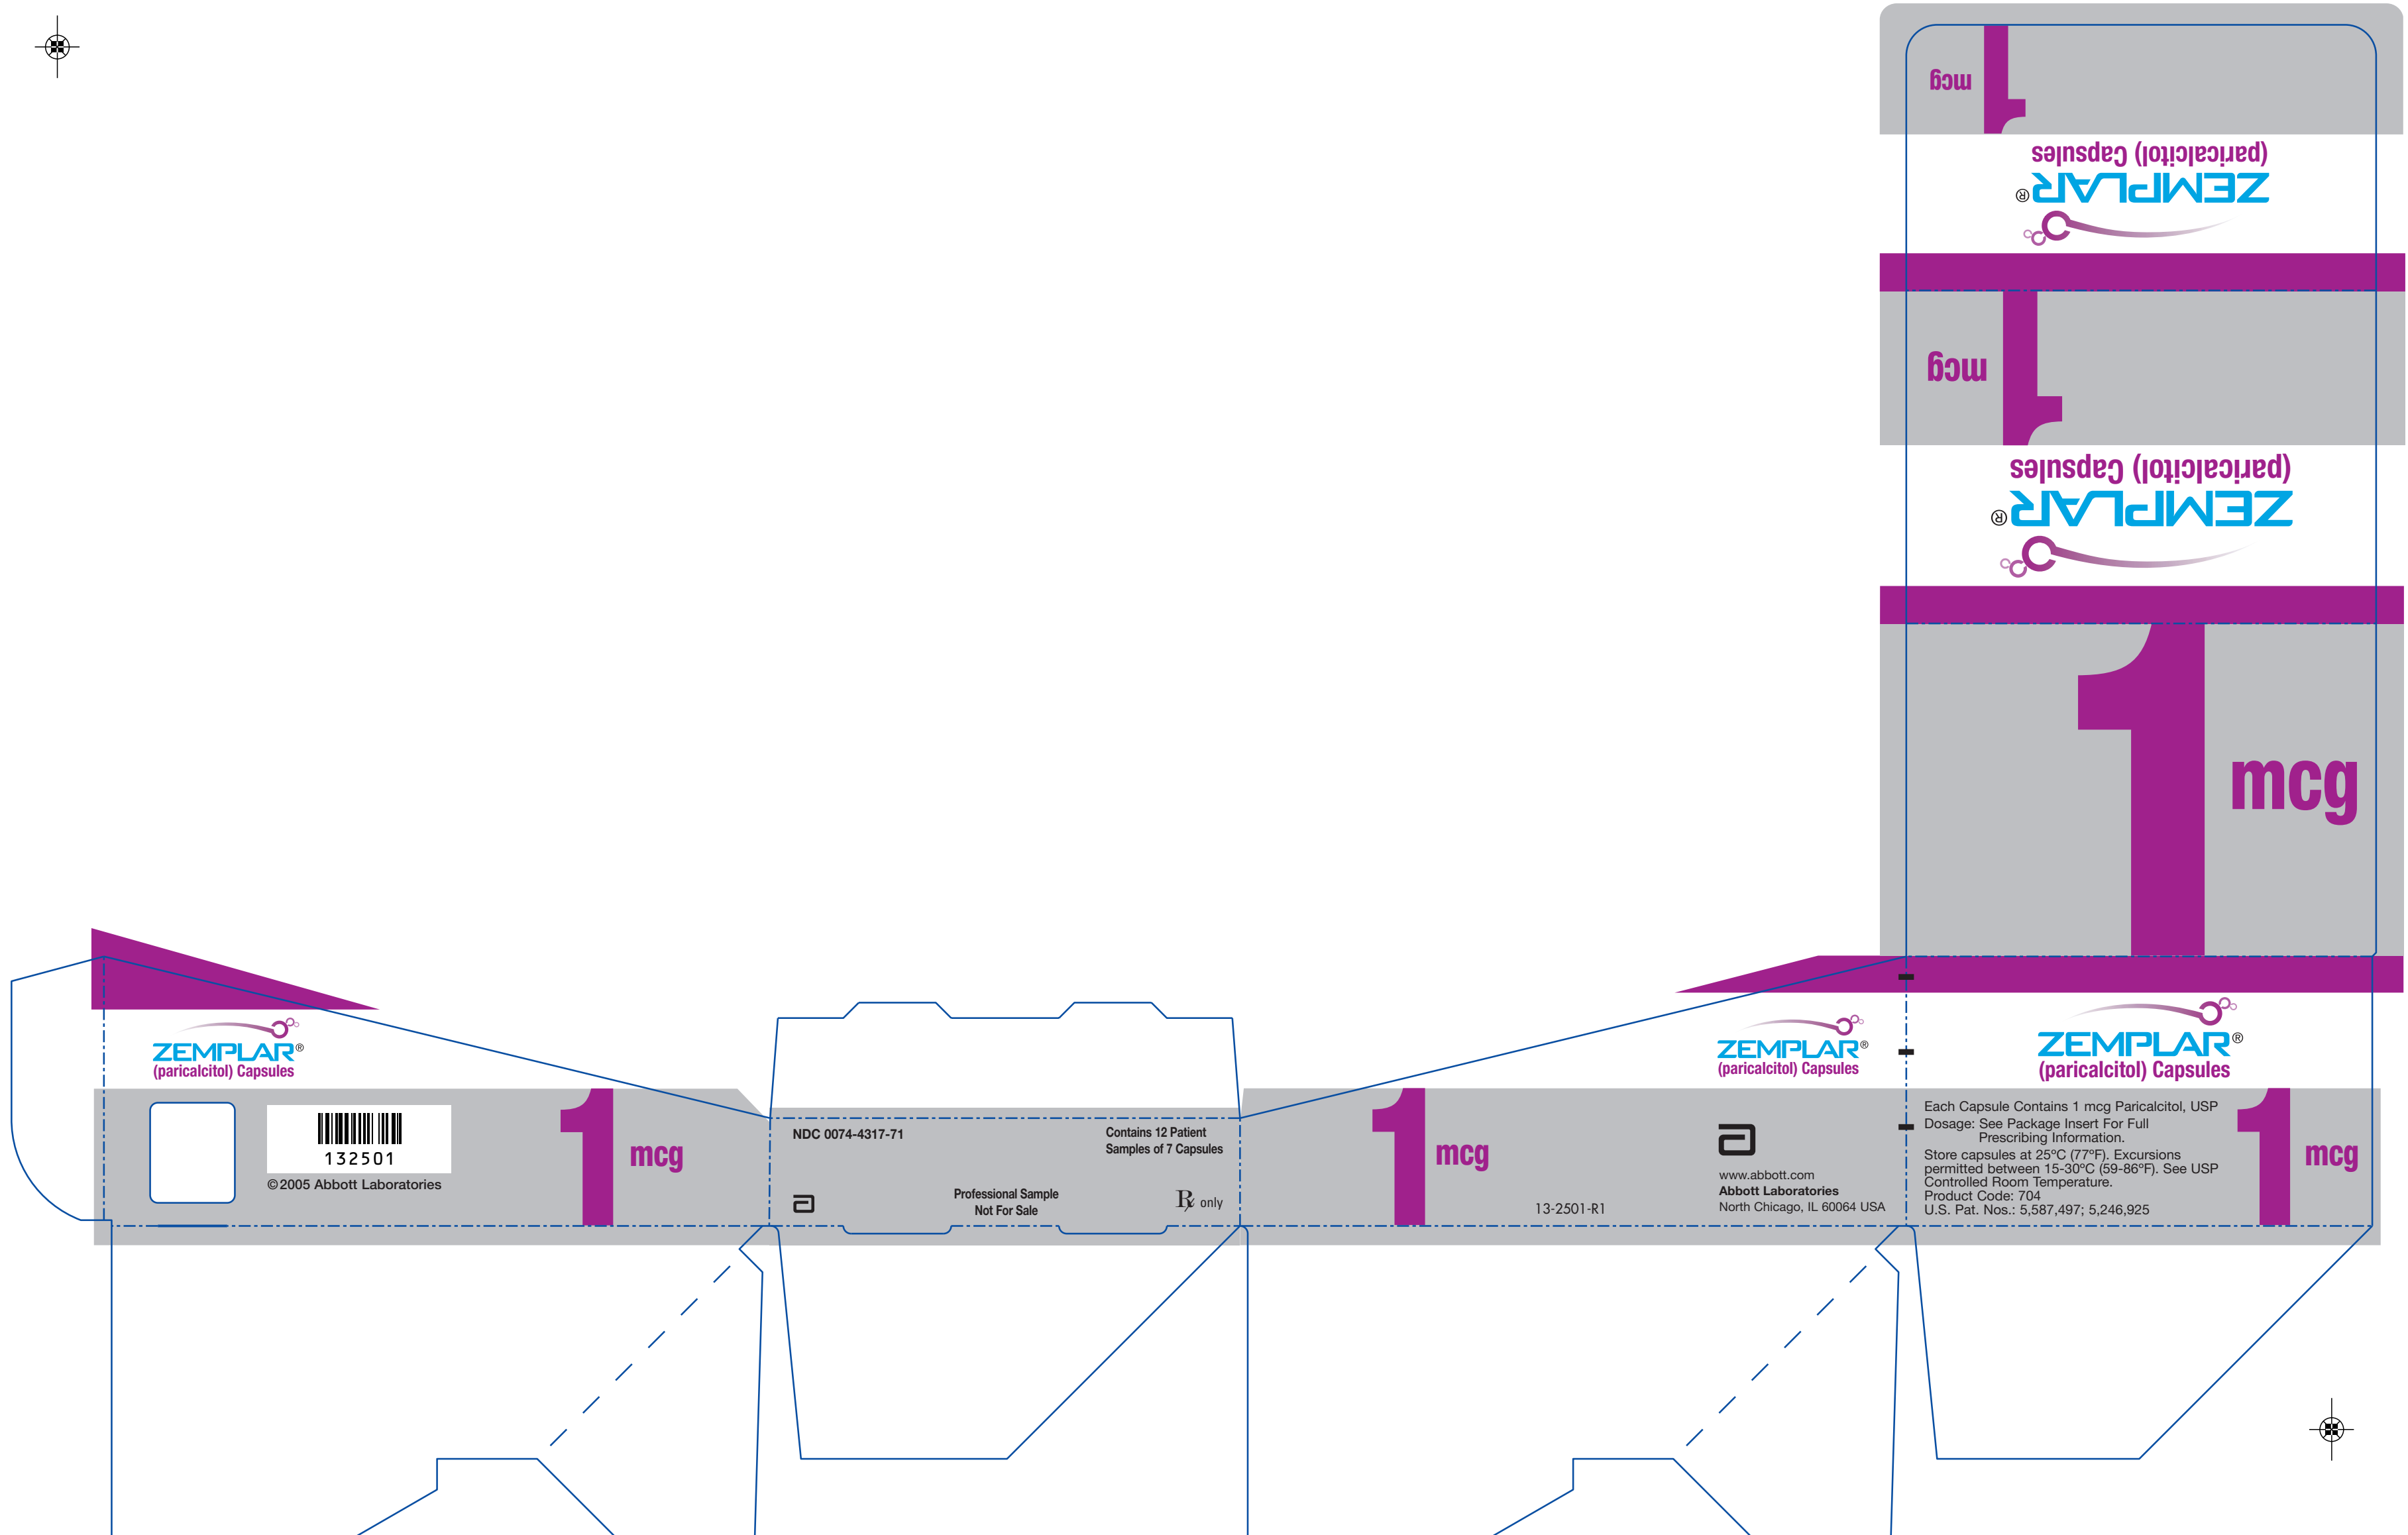 mcg
1
(paricalcitol) Capsules
ZEMPLAR®
mcg
1
(paricalcitol) Capsules
ZEMPLAR®
1
mcg
ZEMPLAR®
(paricalcitol) Capsules
132501
©2005 Abbott Laboratories
1
mcg
NDC 0074-4317-71
Contains 12 Patient
Samples of 7 Capsules
Professional Sample
Not For Sale
Rx only
1
mcg
13-2501-R1
ZEMPLAR®
(paricalcitol) Capsules
www.abbott.com
Abbott Laboratories
North Chicago, IL 60064 USA
ZEMPLAR®
(paricalcitol) Capsules
Each Capsule Contains 1 mcg Paricalcitol, USP
Dosage: See Package Insert For Full
Prescribing Information.
Store capsules at 25ºC (77ºF). Excursions
permitted between 15-30ºC (59-86ºF). See USP
Controlled Room Temperature.
Product Code: 704
U.S. Pat. Nos.: 5,587,497; 5,246,925
1
mcg